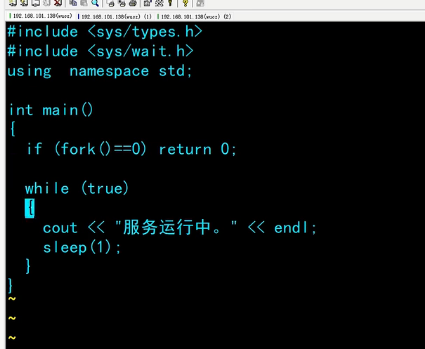 192.168.101.138(wucz) 192.168.101.138(wucz) (1) 192.168.101.138(wucz) (2)
#include <sys/types.h>
#include <sys/wait.h>
using  namespace std;
int main()
{
if (fork()==0) return 0;
while (true)
{
cout << "服务运行中。" << endl;
sleep(1);
}
}
~
~
~